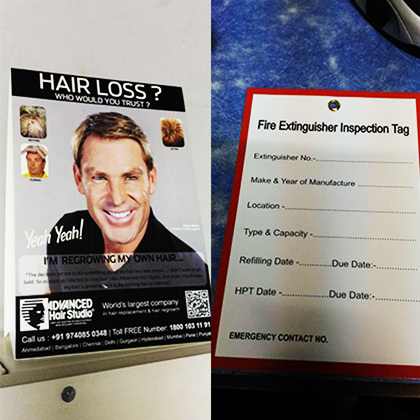 HAIR LOSS ?
WHO WOULD YOU TRUST ?
BEFORE
AFTER
Yeah Yeah!
I'M REGROWING MY OWN HAIR....
ADVANCED
Hair Studio
World's largest company
in hair replacement & hair regrowth
Call us : +91 974085 0348 | Toll FREE Number: 1800 103 11 91
Ahmedabad | Bangalore | Chennai | Delhi | Gurgaon | Hyderabad | Mumbai | Pune | Punjab
Fire Extinguisher Inspection Tag
Extinguisher No.-
Make & Year of Manufacture
Location -
Type & Capacity -
Refilling Date - Due Date:-
HPT Date - Due Date:-
EMERGENCY CONTACT NO.